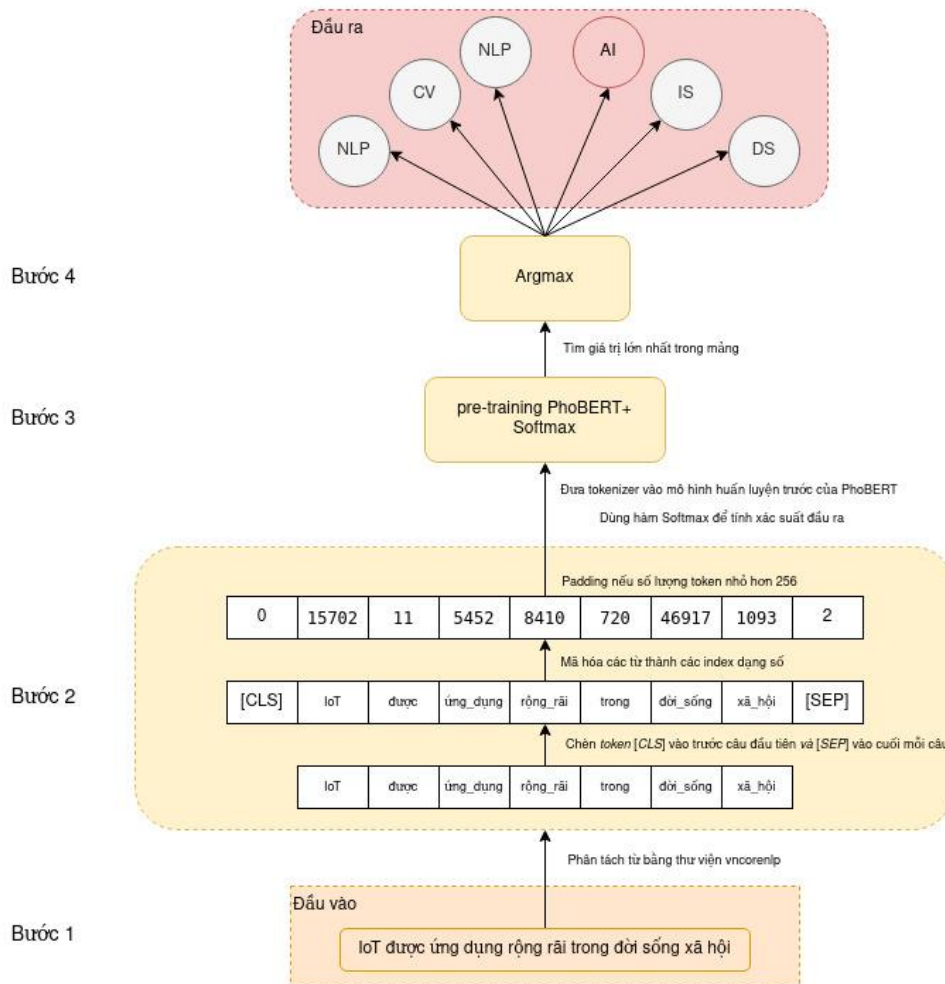 Đầu ra
NLP
AI
CV
IS
NLP
DS
Bước 4
Argmax
Tìm giá trị lớn nhất trong mảng
Bước 3
pre-training PhoBERT+
Softmax
Đưa tokenizer vào mô hình huấn luyện trước của PhoBERT
Dùng hàm Softmax để tính xác suất đầu ra
Padding nếu số lượng token nhỏ hơn 256
0 15702 11 5452 8410 720 46917 1093 2
Mã hóa các từ thành các index dạng số
Bước 2
[CLS] IoT được ứng_dụng rộng_rãi trong đời_sống xã_hội [SEP]
Chèn token [CLS] vào trước câu đầu tiên và [SEP] vào cuối mỗi câu
IoT được ứng_dụng rộng_rãi trong đời_sống xã_hội
Phân tách từ bằng thư viện vncorenlp
Đầu vào
Bước 1
IoT được ứng dụng rộng rãi trong đời sống xã hội